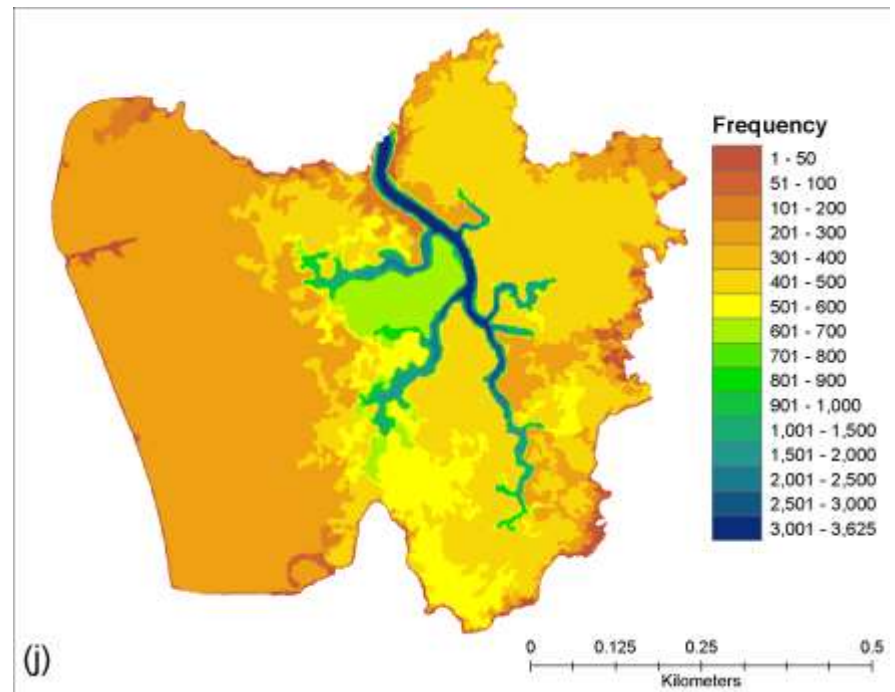 Frequency
1 - 50
51 - 100
101 - 200
201 - 300
301 - 400
401 - 500
501 - 600
601 - 700
701 - 800
801 - 900
901 - 1,000
1,001 - 1,500
1,501 - 2,000
2,001 - 2,500
2,501 - 3,000
3,001 - 3,625
(j)
0 0.125 0.25 0.5
Kilometers